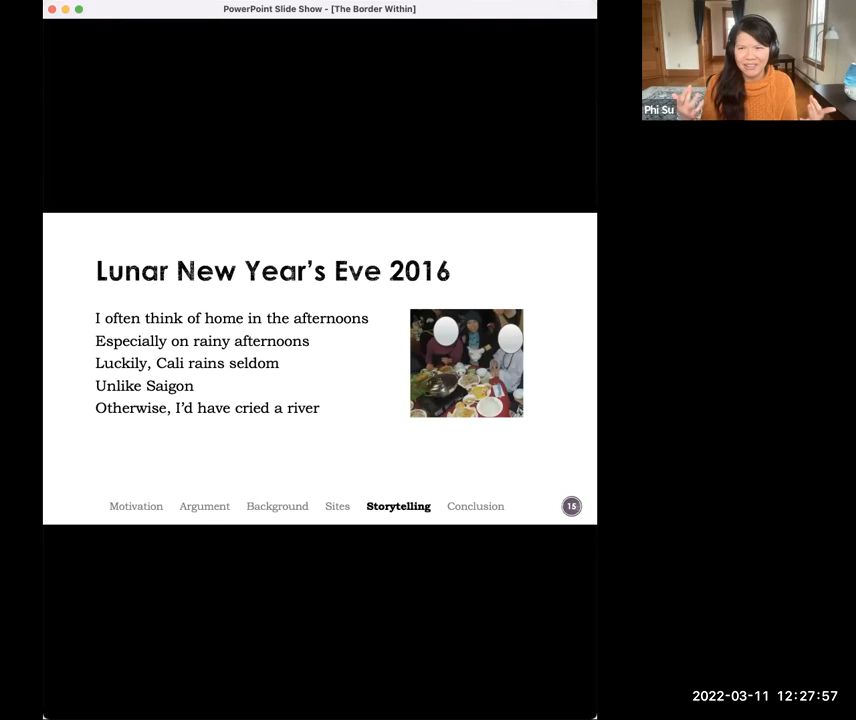 PowerPoint Slide Show - [The Border Within]
Phi Su
Lunar New Year's Eve 2016
I often think of home in the afternoons
Especially on rainy afternoons
Luckily, Cali rains seldom
Unlike Saigon
Otherwise, I'd have cried a river
Motivation Argument Background Sites Storytelling Conclusion 15
2022-03-11 12:27:57